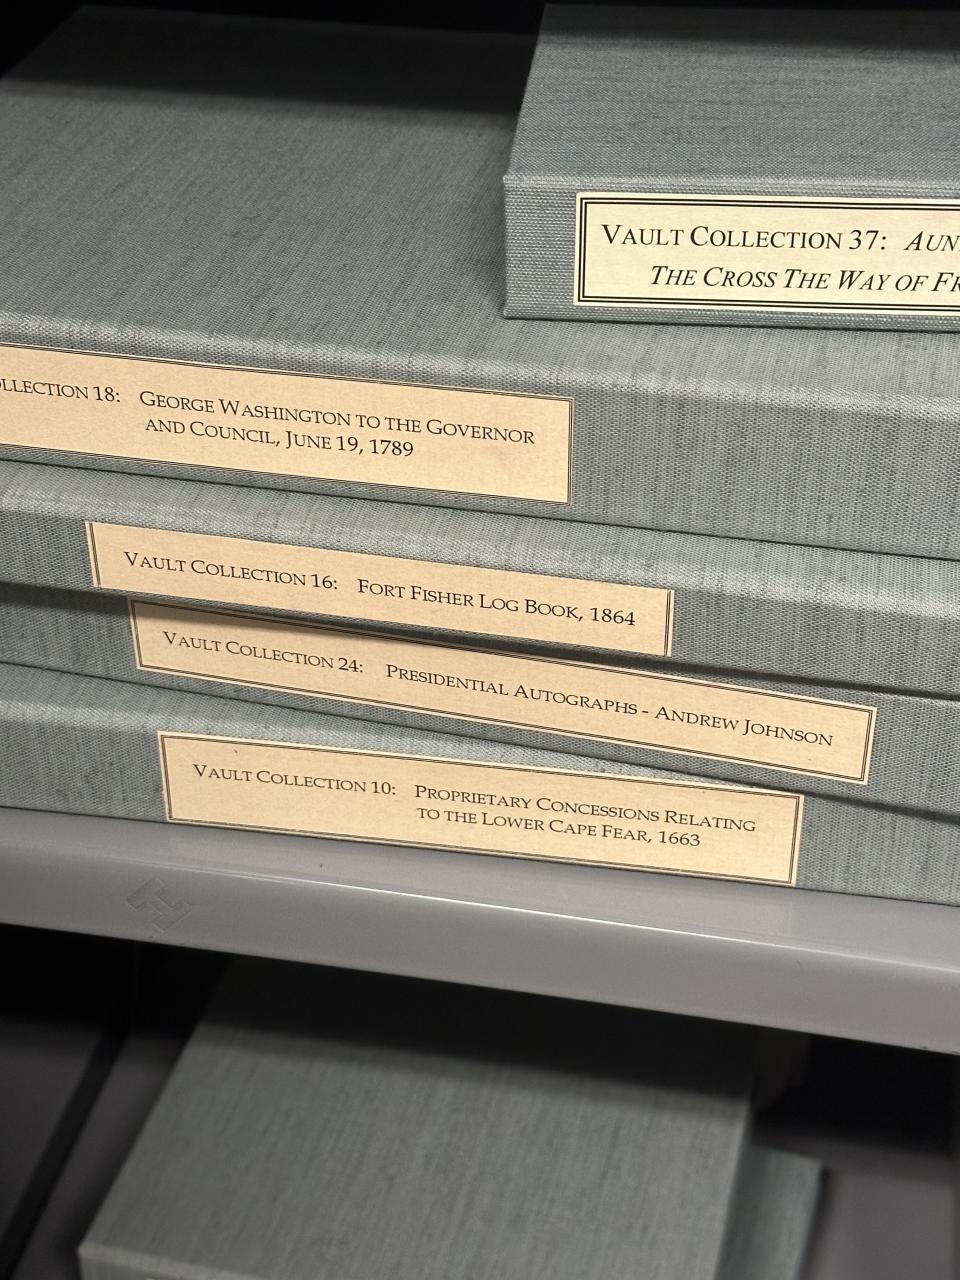 VAULT COLLECTION 37:
THE CROSS THE WAY OF
18: GEORGE WASHINGTON TO THE GOVERNOR
AND COUNCIL, JUNE 19, 1789
VAULT COLLECTION 16: FORT FISHER LOG BOOK, 1864
VAULT COLLECTION 24: PRESIDENTIAL AUTOGRAPHS - ANDREW JOHNSON
VAULT COLLECTION 10: PROPRIETARY CONCESSIONS RELATING
TO THE LOWER CAPE FEAR, 1663